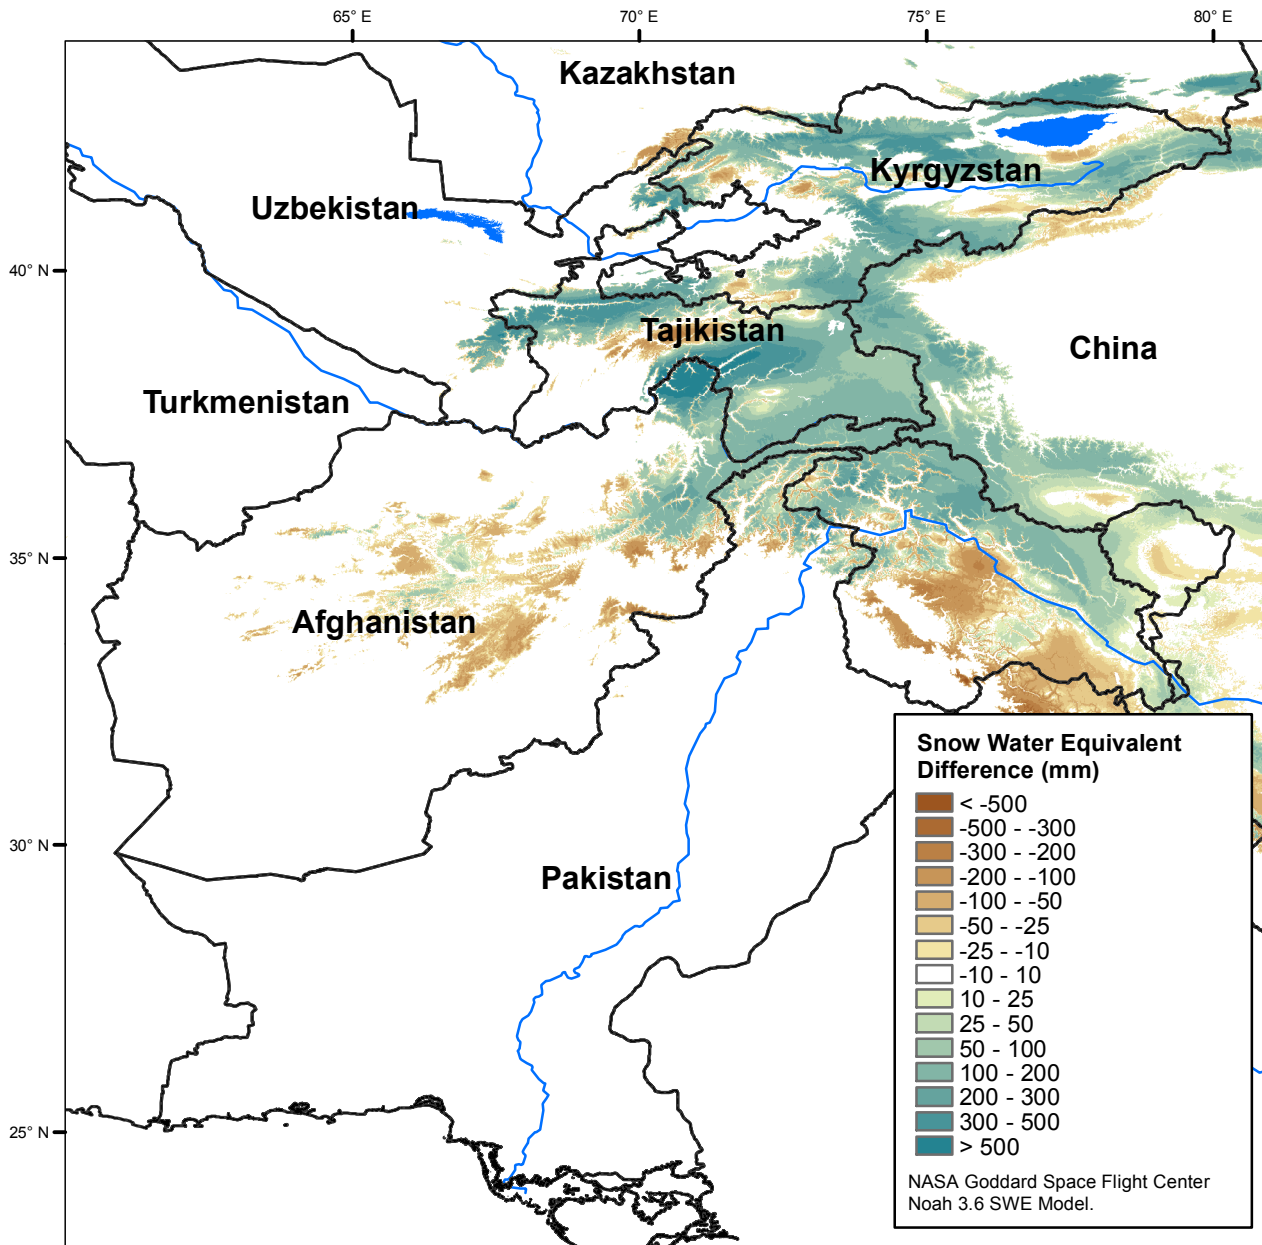 65° E
70° E
75° E
80° E
Kazakhstan
Kyrgyzstan
Uzbekistan
40° N
Tajikistan
China
Turkmenistan
35° N
Afghanistan
Snow Water Equivalent
Difference (mm)
< -500
-500 - -300
-300 - -200
-200 - -100
-100 - -50
-50 - -25
-25 - -10
-10 - 10
10 - 25
25 - 50
50 - 100
100 - 200
200 - 300
300 - 500
> 500
30° N
Pakistan
25° N
NASA Goddard Space Flight Center
Noah 3.6 SWE Model.